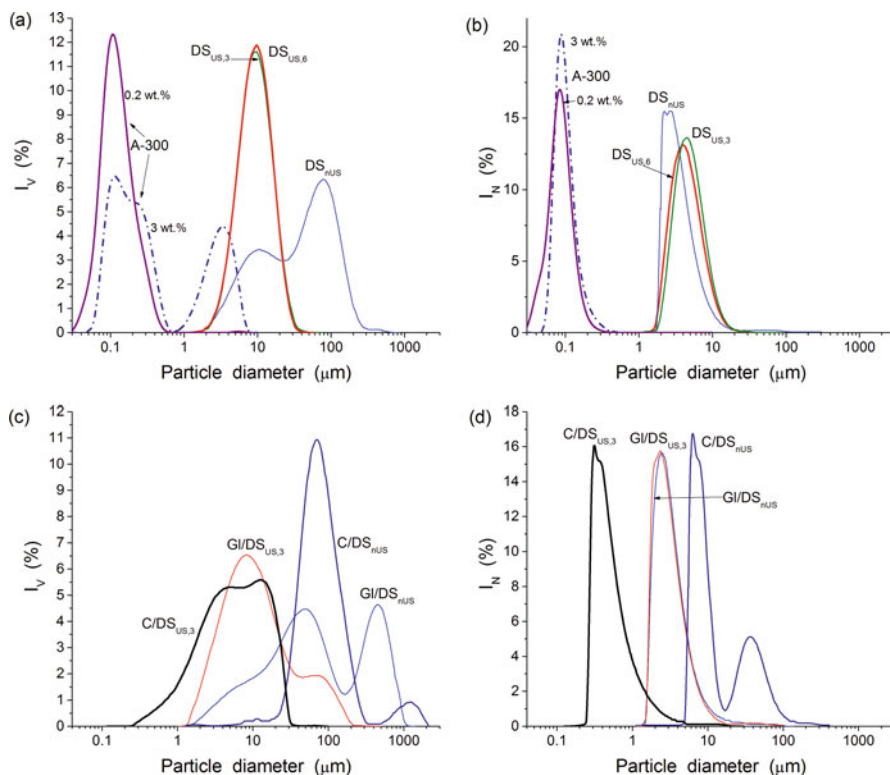 (a)
13
12
11
10
9
8
7
6
5
4
3
2
1
0
I_V (%)
0.2 wt.%
A-300
3 wt.%
DS_US,3
DS_US,6
DS_nUS
0.1
1
10
100
1000
Particle diameter (μm)
(b)
20
15
10
5
0
I_N (%)
3 wt.%
A-300
0.2 wt.%
DS_nUS
DS_US,3
DS_US,6
0.1
1
10
100
1000
Particle diameter (μm)
(c)
12
11
10
9
8
7
6
5
4
3
2
1
0
I_V (%)
C/DS_US,3
GI/DS_US,3
C/DS_nUS
GI/DS_nUS
0.1
1
10
100
1000
Particle diameter (μm)
(d)
18
16
14
12
10
8
6
4
2
0
I_N (%)
C/DS_US,3
GI/DS_US,3
C/DS_nUS
GI/DS_nUS
0.1
1
10
100
1000
Particle diameter (μm)